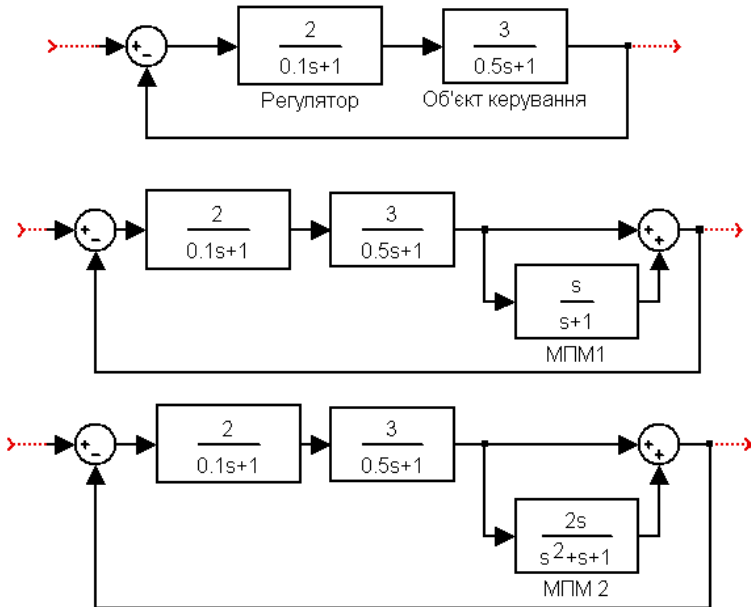 +
-
2
0.1s+1
3
0.5s+1
Регулятор
Об'єкт керування
+
-
2
0.1s+1
3
0.5s+1
+
+
s
s+1
МПМ1
+
-
2
0.1s+1
3
0.5s+1
+
+
2s
s²+s+1
МПМ 2